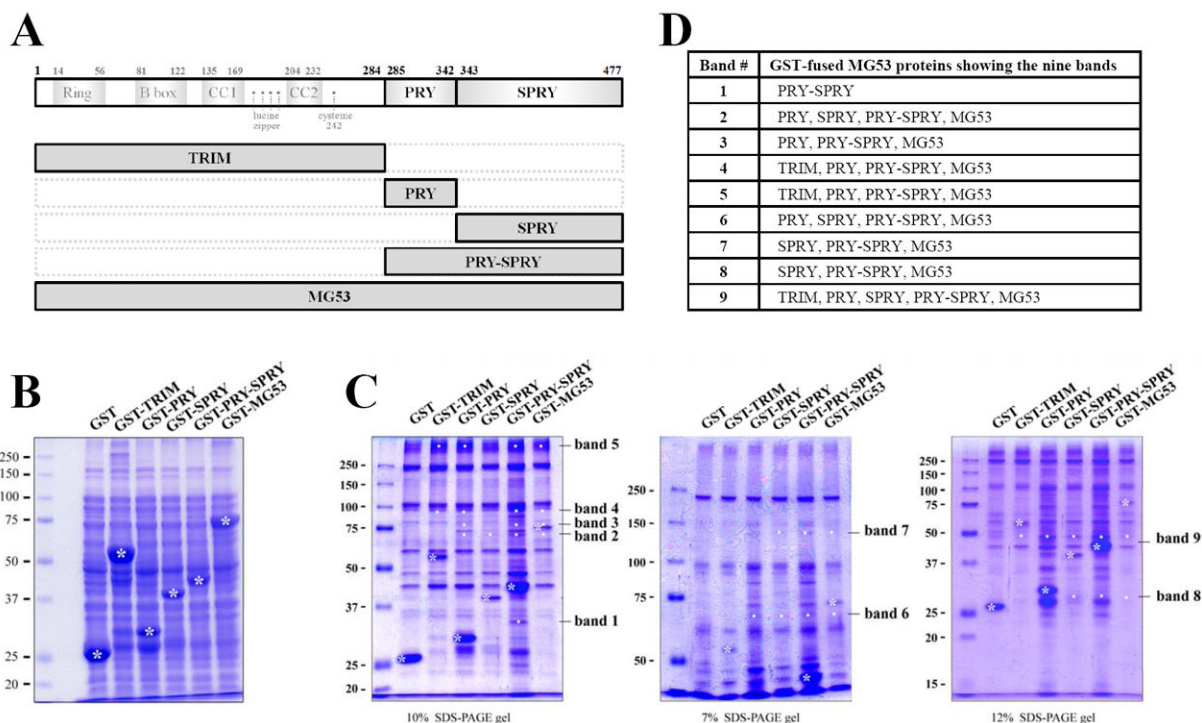 A
1 14 56 81 122 135 169 204 232 284 285 342 343 477
Ring B box CC1 CC2 PRY SPRY
lucine
zipper
cysteine
242
TRIM
PRY
SPRY
PRY-SPRY
MG53
D
Band # GST-fused MG53 proteins showing the nine bands
1 PRY-SPRY
2 PRY, SPRY, PRY-SPRY, MG53
3 PRY, PRY-SPRY, MG53
4 TRIM, PRY, PRY-SPRY, MG53
5 TRIM, PRY, PRY-SPRY, MG53
6 PRY, SPRY, PRY-SPRY, MG53
7 SPRY, PRY-SPRY, MG53
8 SPRY, PRY-SPRY, MG53
9 TRIM, PRY, SPRY, PRY-SPRY, MG53
B
GST
GST-TRIM
GST-PRY
GST-SPRY
GST-PRY-SPRY
GST-MG53
250 -
150 -
100 -
75 -
50 -
37 -
25 -
20 -
C
GST
GST-TRIM
GST-PRY
GST-SPRY
GST-PRY-SPRY
GST-MG53
250 -
150 -
100 -
75 -
50 -
37 -
25 -
20 -
band 5
band 4
band 3
band 2
band 1
10% SDS-PAGE gel
GST
GST-TRIM
GST-PRY
GST-SPRY
GST-PRY-SPRY
GST-MG53
250 -
150 -
100 -
75 -
50 -
band 7
band 6
7% SDS-PAGE gel
GST
GST-TRIM
GST-PRY
GST-SPRY
GST-PRY-SPRY
GST-MG53
250 -
150 -
100 -
75 -
50 -
37 -
25 -
20 -
15 -
band 9
band 8
12% SDS-PAGE gel